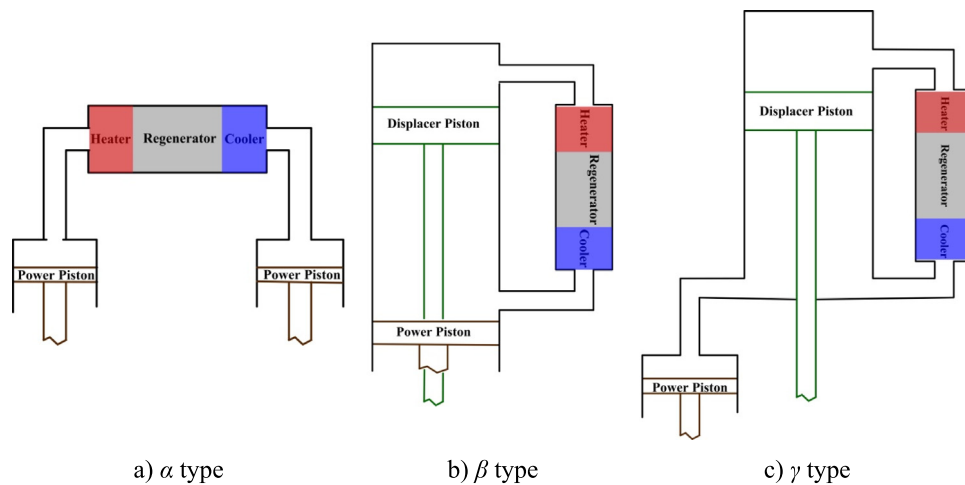 Heater Regenerator Cooler
Power Piston
Power Piston
a) α type
Displacer Piston
Heater
Regenerator
Cooler
Power Piston
b) β type
Displacer Piston
Heater
Regenerator
Cooler
Power Piston
c) γ type